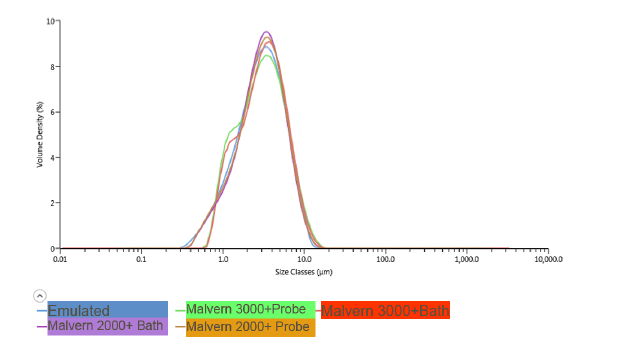 10
8
6
4
2
0
Volume Density (%)
0.01 0.1 1.0 10.0 100.0 1,000.0 10,000.0
Size Classes (μm)
Emulated Malvern 3000+Probe Malvern 3000+Bath
Malvern 2000+ Bath Malvern 2000+ Probe